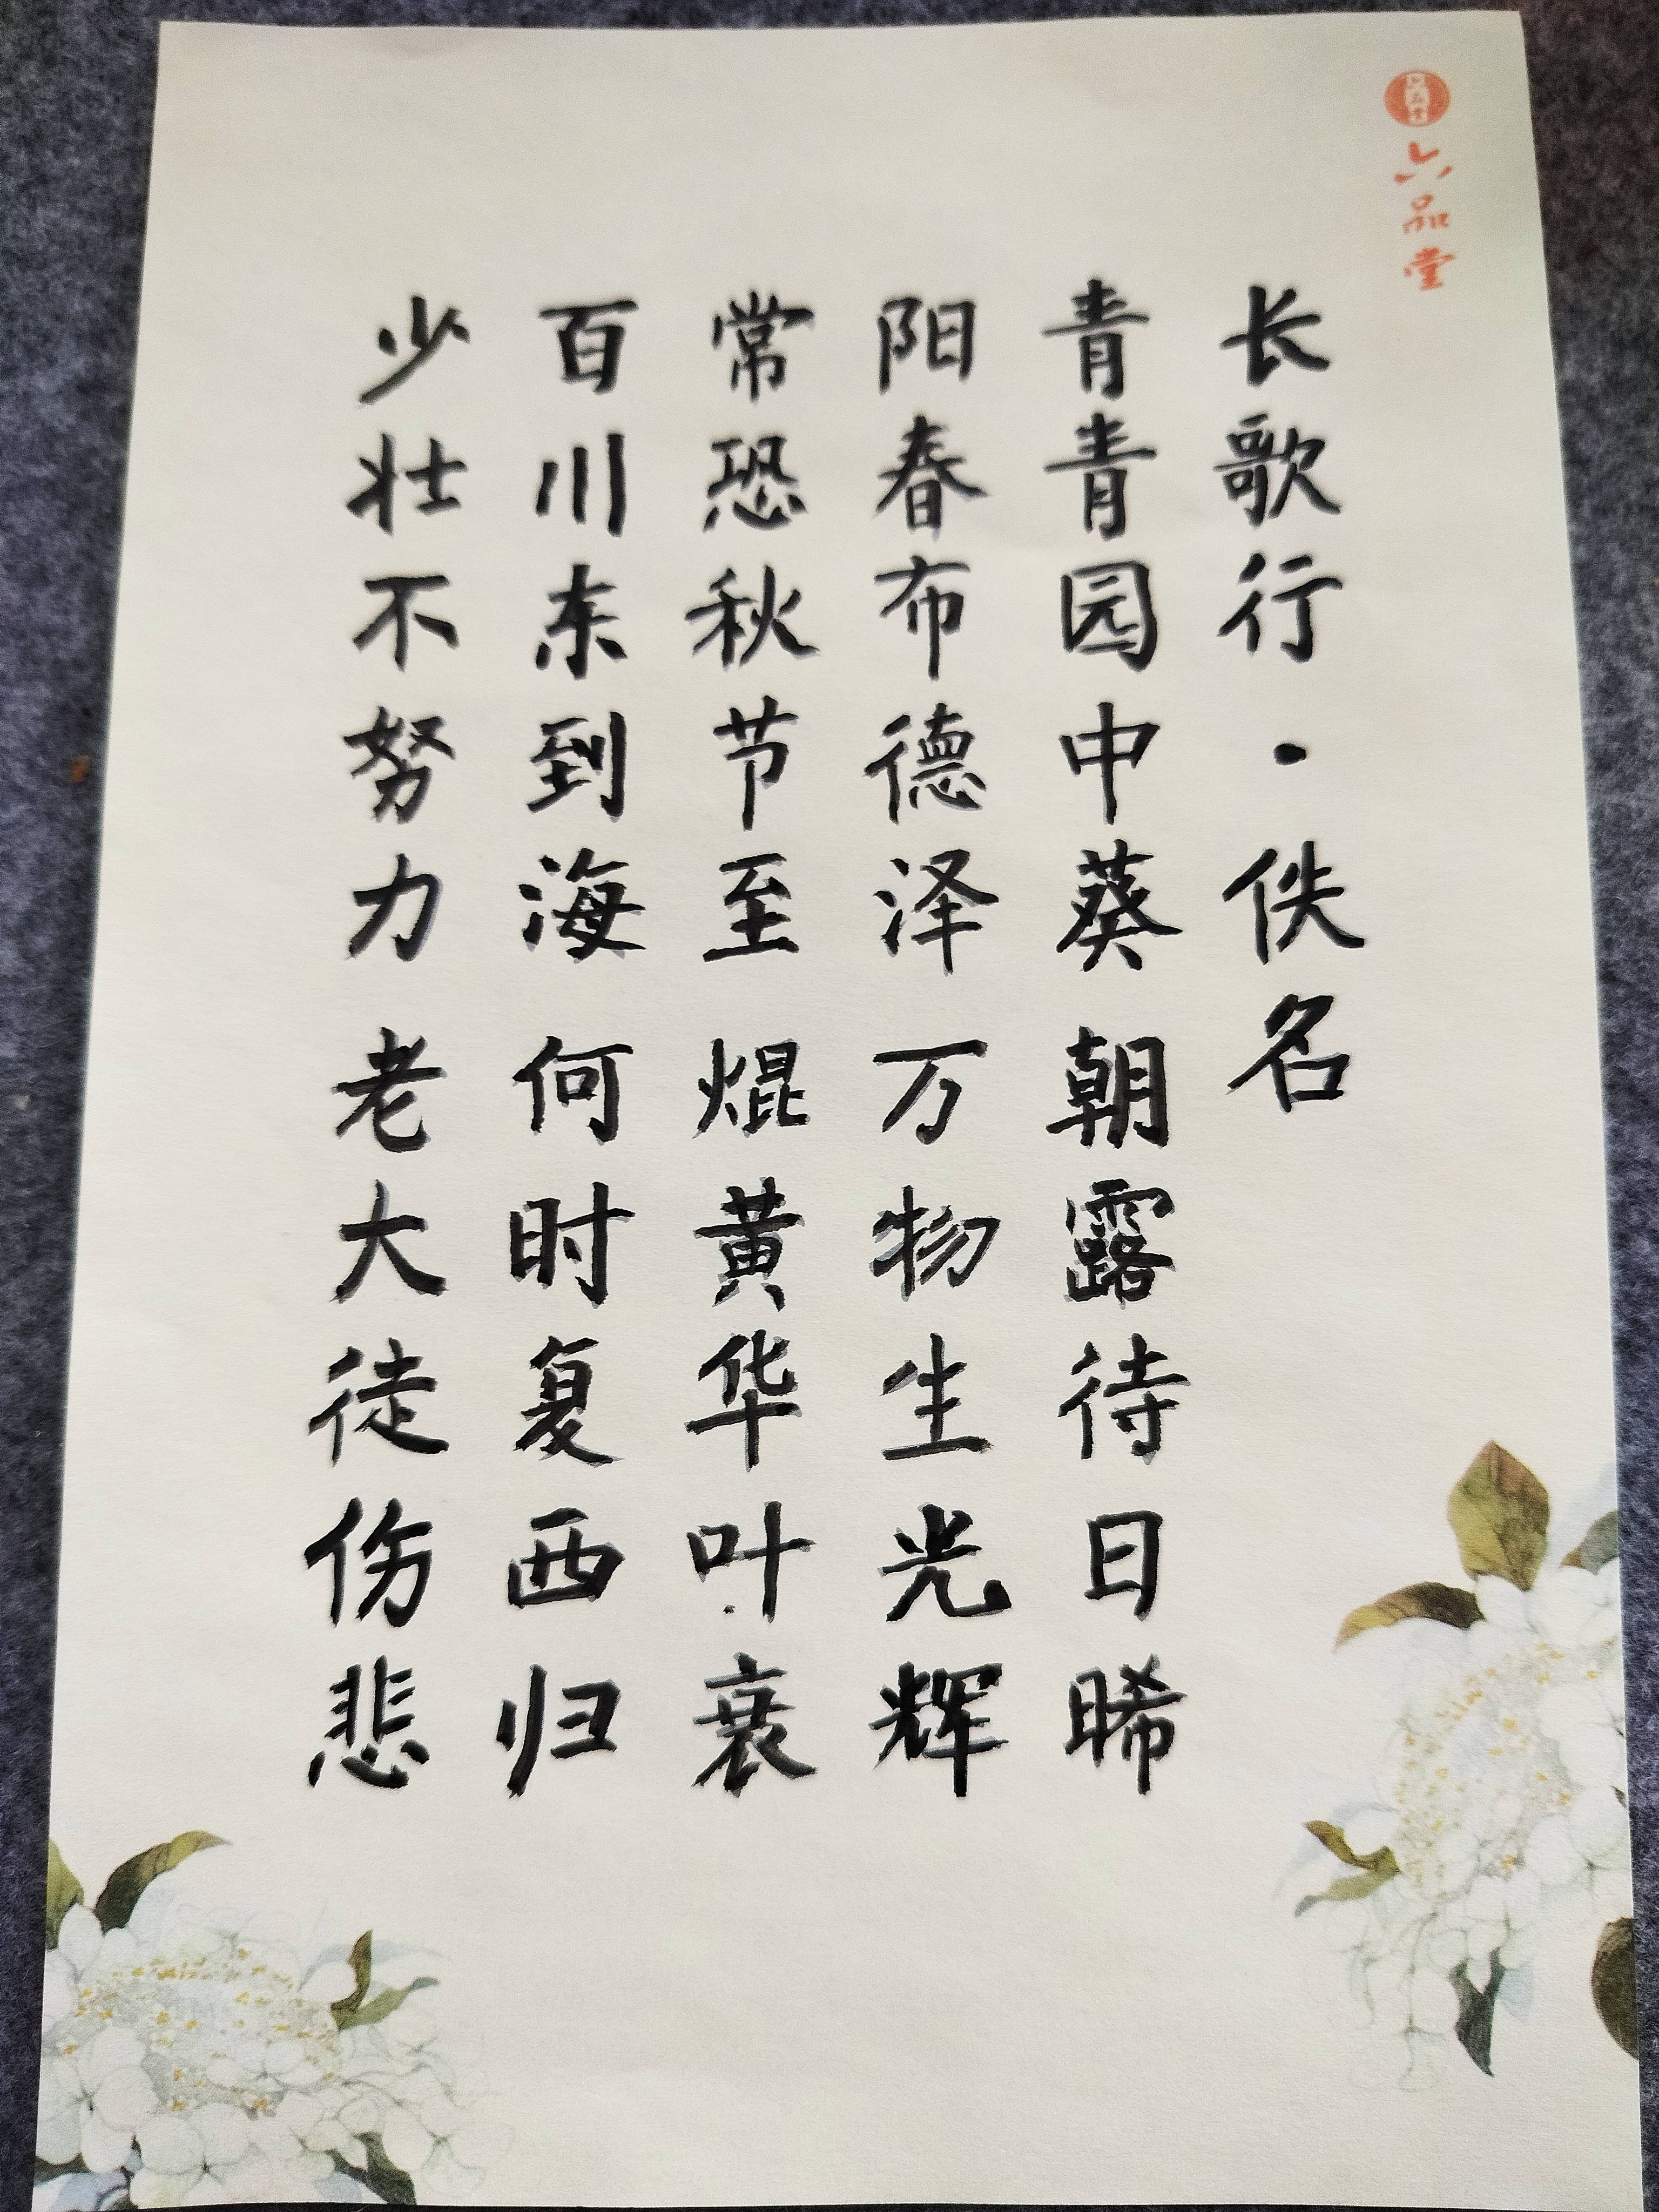 六品堂
长歌行·佚名
青青园中葵 朝露待日晞
阳春布德泽 万物生光辉
常恐秋节至 焜黄华叶衰
百川东到海 何时复西归
少壮不努力 老大徒伤悲